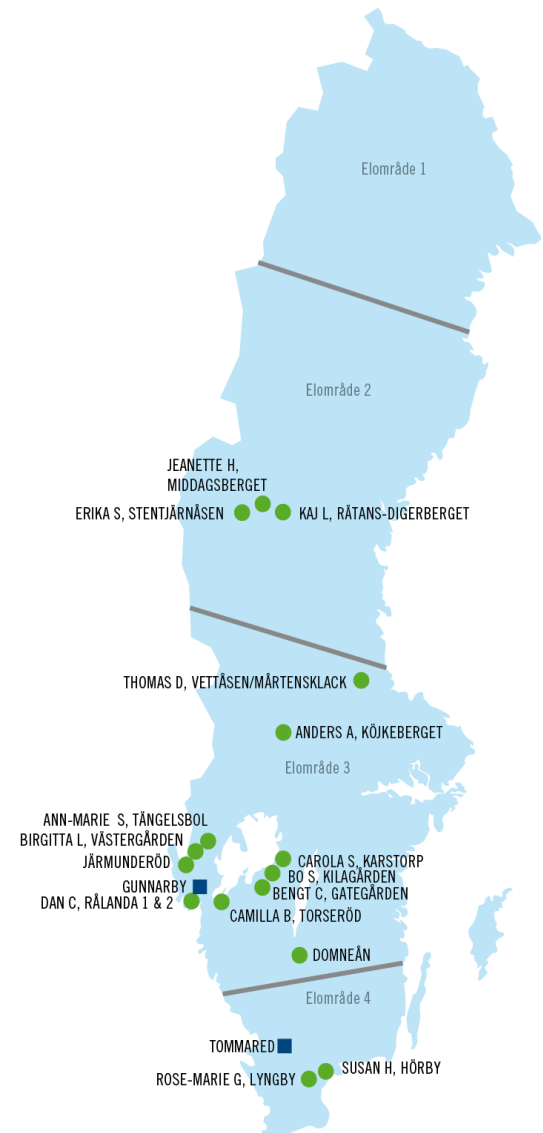 Elområde 1
Elområde 2
JEANETTE H,
MIDDAGSBERGET
ERIKA S, STENTJÄRNÅSEN
KAJ L, RÄTANS-DIGERBERGET
THOMAS D, VETTÅSEN/MÅRTENSKLACK
ANDERS A, KÖJKEBERGET
Elområde 3
ANN-MARIE S, TÄNGELSBOL
BIRGITTA L, VÄSTERGÅRDEN
JÄRMUNDERÖD
CAROLA S, KARSTORP
BO S, KILAGÅRDEN
GUNNARBY
BENGT C, GATEGÅRDEN
DAN C, RÅLANDA 1 & 2
CAMILLA B, TORSERÖD
DOMNEÅN
Elområde 4
TOMMARED
SUSAN H, HÖRBY
ROSE-MARIE G, LYNGBY